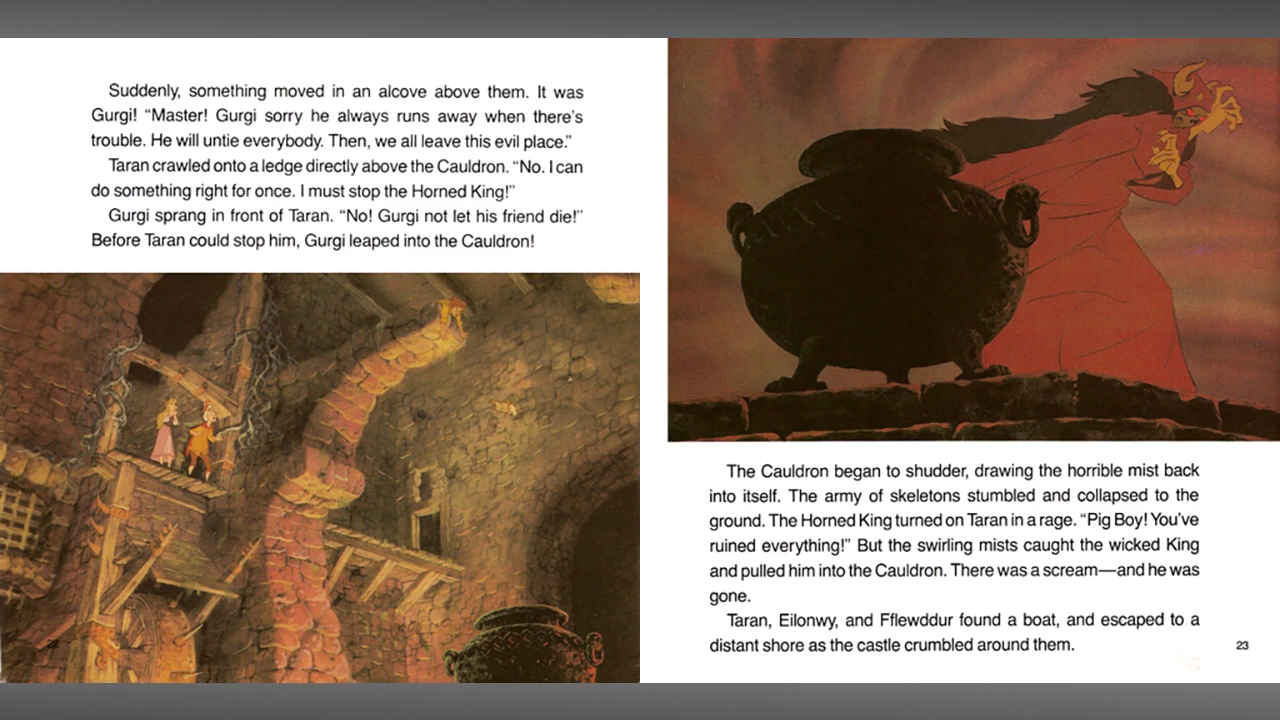 Suddenly, something moved in an alcove above them. It was
Gurgi! “Master! Gurgi sorry he always runs away when there’s
trouble. He will untie everybody. Then, we all leave this evil place.”
Taran crawled onto a ledge directly above the Cauldron. “No. I can
do something right for once. I must stop the Horned King!”
Gurgi sprang in front of Taran. “No! Gurgi not let his friend die!”
Before Taran could stop him, Gurgi leaped into the Cauldron!
22
The Cauldron began to shudder, drawing the horrible mist back
into itself. The army of skeletons stumbled and collapsed to the
ground. The Horned King turned on Taran in a rage. “Pig Boy! You’ve
ruined everything!” But the swirling mists caught the wicked King
and pulled him into the Cauldron. There was a scream—and he was
gone.
Taran, Eilonwy, and Fflewddur found a boat, and escaped to a
distant shore as the castle crumbled around them.
23